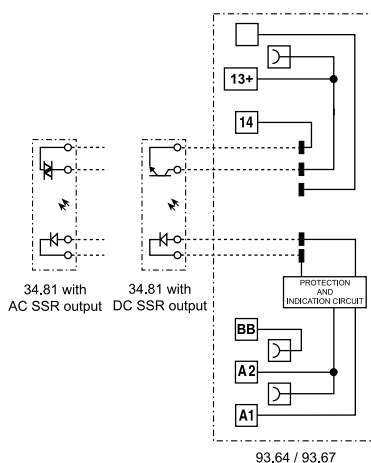 13+
14
34.81 with
AC SSR output
34.81 with
DC SSR output
PROTECTION
AND
INDICATION CIRCUIT
BB
A2
A1
93.64 / 93.67